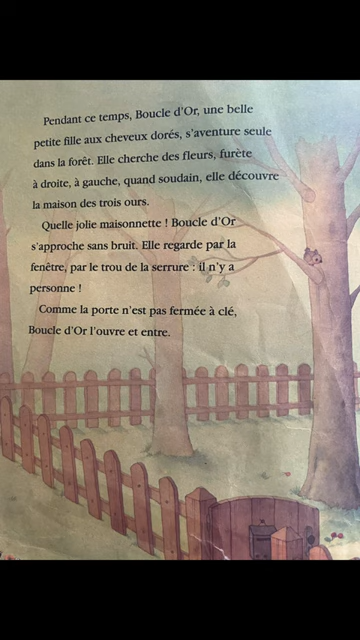 Pendant ce temps, Boucle d'Or, une belle
petite fille aux cheveux dorés, s'aventure seule
dans la forêt. Elle cherche des fleurs, furète
à droite, à gauche, quand soudain, elle découvre
la maison des trois ours.
Quelle jolie maisonnette ! Boucle d'Or
s'approche sans bruit. Elle regarde par la
fenêtre, par le trou de la serrure : il n'y a
personne !
Comme la porte n'est pas fermée à clé,
Boucle d'Or l'ouvre et entre.